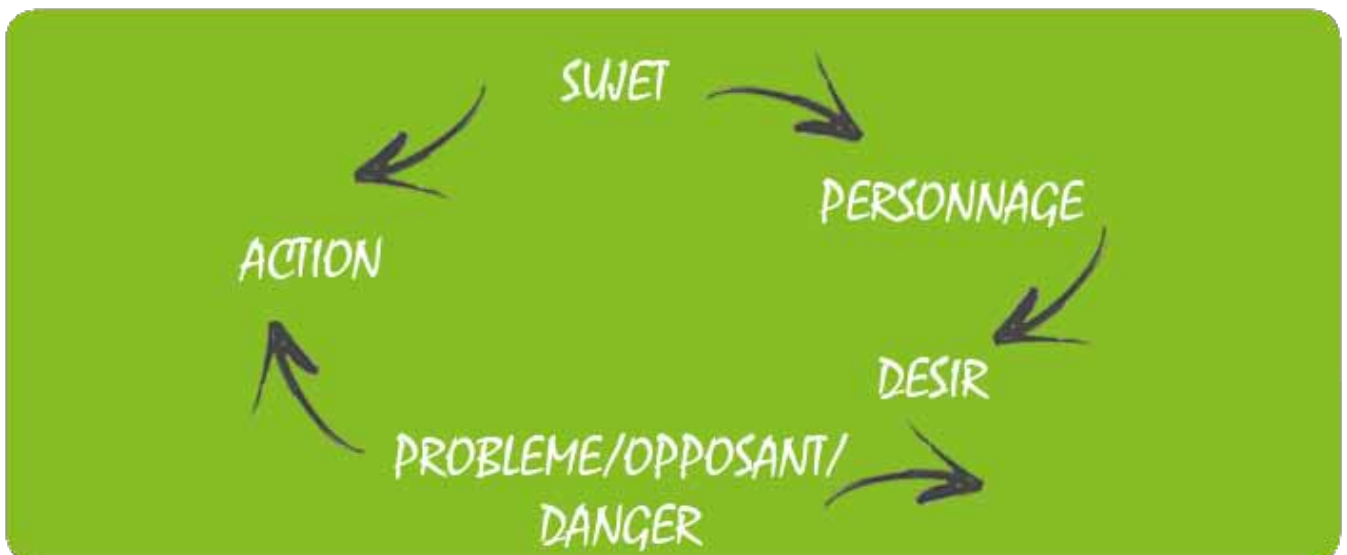 SUJET
PERSONNAGE
ACTION
DESIR
PROBLEME/OPPOSANT/
DANGER